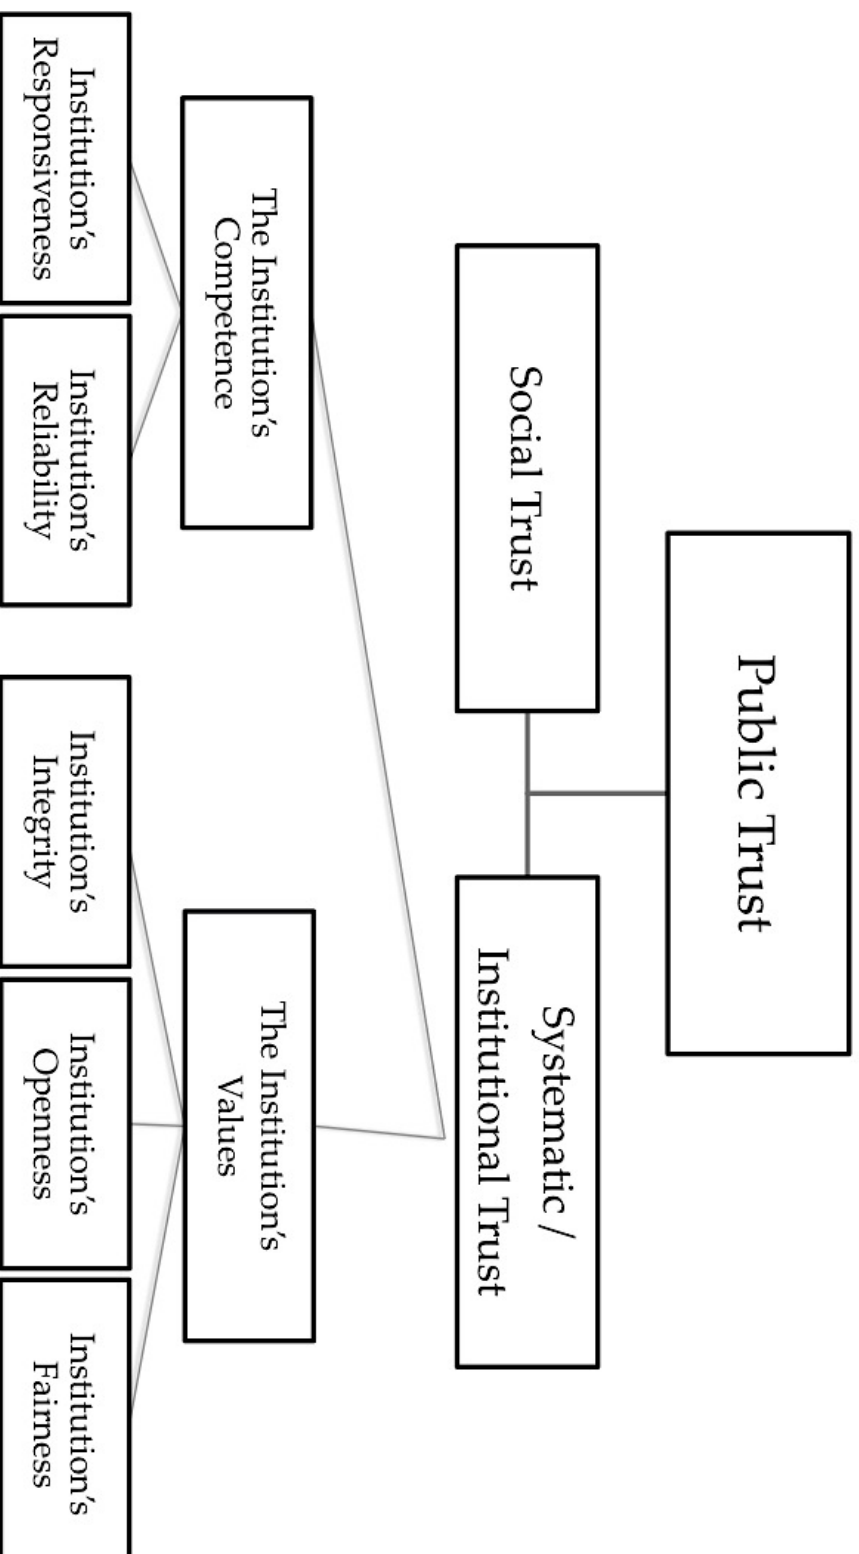 Public Trust
Social Trust
Systematic /
Institutional Trust
The Institution's
Competence
The Institution's
Values
Institution's
Responsiveness
Institution's
Reliability
Institution's
Integrity
Institution's
Openness
Institution's
Fairness